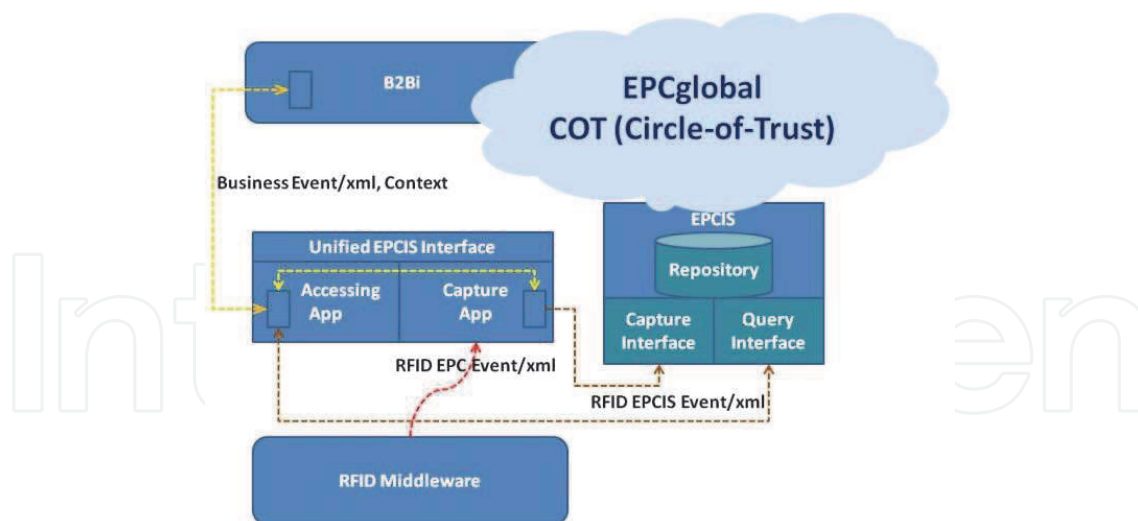 B2Bi
EPCglobal
COT (Circle-of-Trust)
Business Event/xml, Context
EPCIS
Unified EPCIS Interface
Repository
Accessing
App
Capture
App
Capture
Interface
Query
Interface
RFID EPC Event/xml
RFID EPCIS Event/xml
RFID Middleware